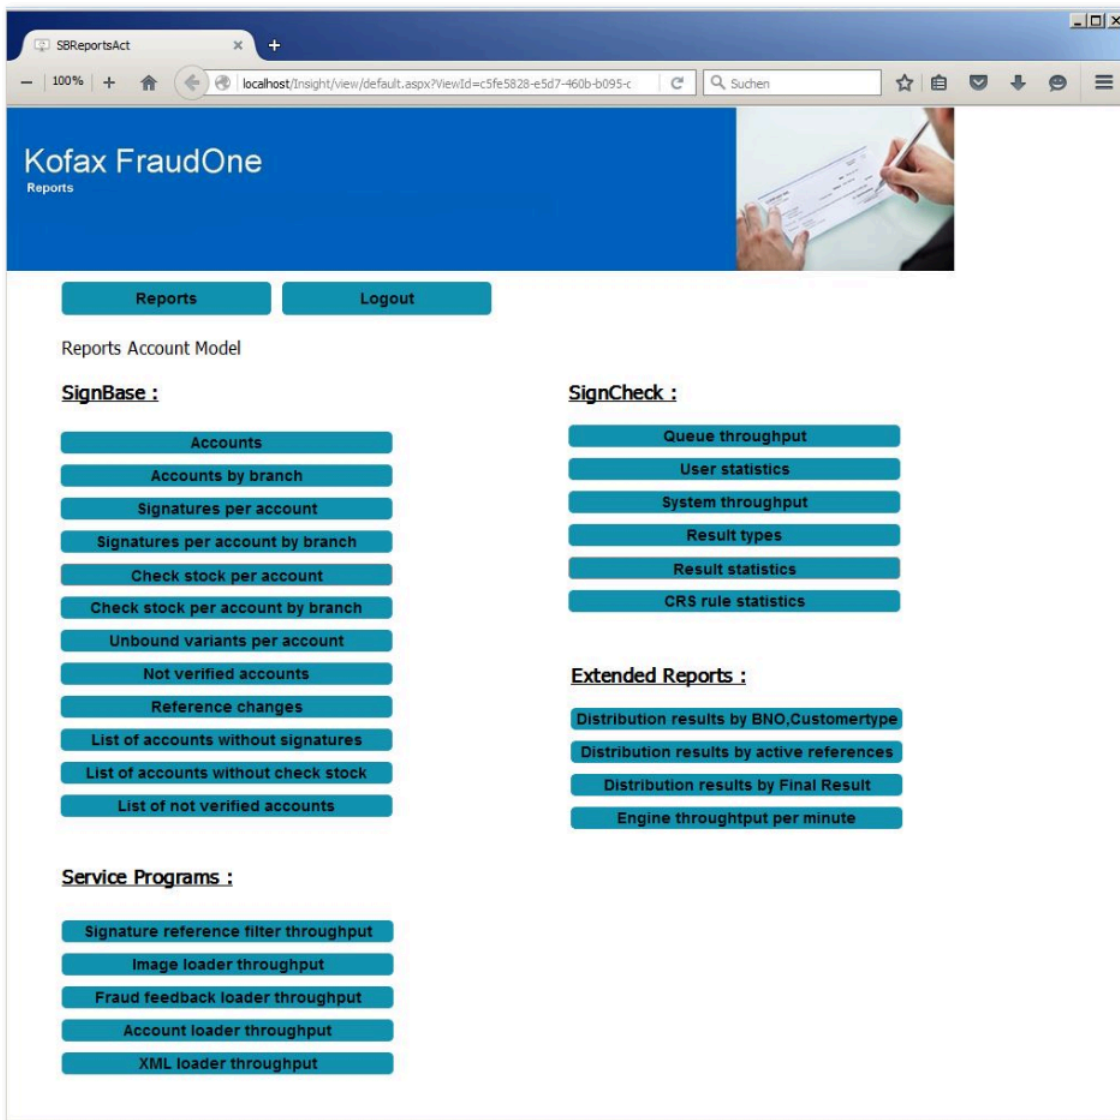 SBReportsAct
100%
localhost/Insight/view/default.aspx?ViewId=c5fe5828-e5d7-460b-b095-c
Suchen
Kofax FraudOne
Reports
Reports
Logout
Reports Account Model
SignBase :
Accounts
Accounts by branch
Signatures per account
Signatures per account by branch
Check stock per account
Check stock per account by branch
Unbound variants per account
Not verified accounts
Reference changes
List of accounts without signatures
List of accounts without check stock
List of not verified accounts
SignCheck :
Queue throughput
User statistics
System throughput
Result types
Result statistics
CRS rule statistics
Extended Reports :
Distribution results by BNO,Customertype
Distribution results by active references
Distribution results by Final Result
Engine throughtput per minute
Service Programs :
Signature reference filter throughput
Image loader throughput
Fraud feedback loader throughput
Account loader throughput
XML loader throughput